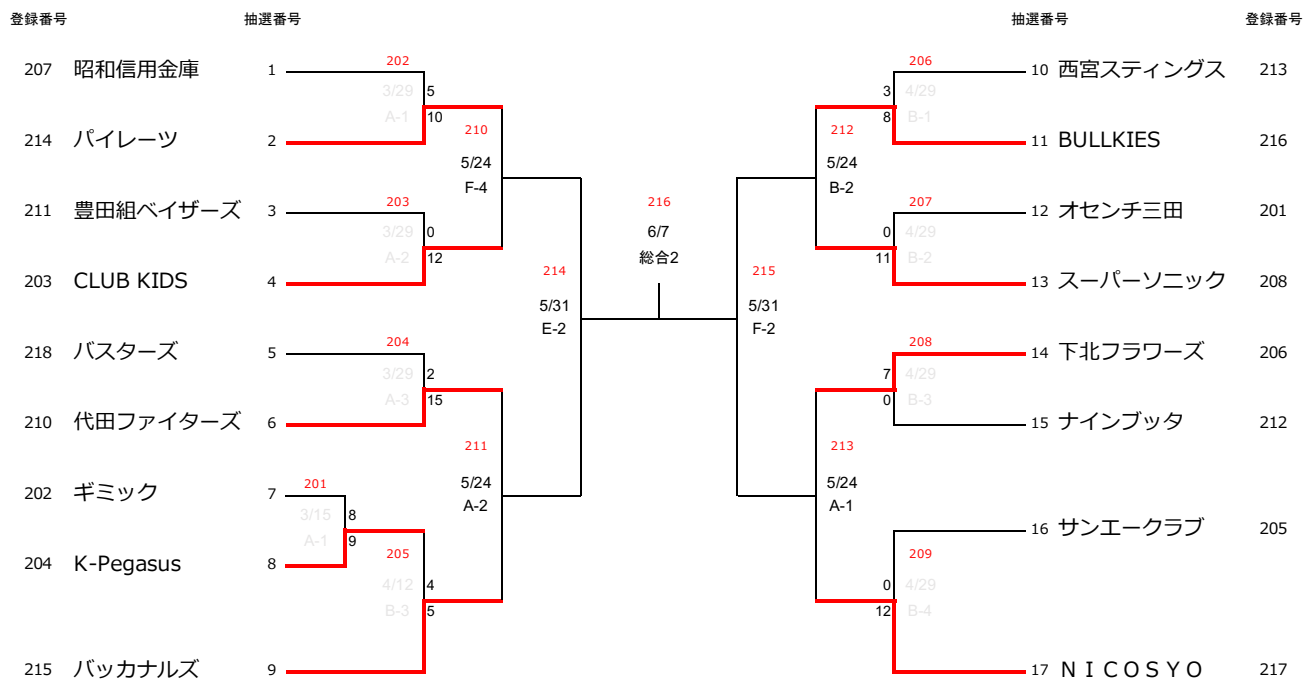 登録番号 抽選番号 抽選番号 登録番号
207 昭和信用金庫 1 202 206 10 西宮スティングス 213
3/29 5 3 4/29
A-1 10 8 B-1
214 パイレーツ 2 210 212 11 BULLKIES 216
5/24 5/24
F-4 B-2
211 豊田組ベイザーズ 3 203 216 207 12 オセンチ三田 201
3/29 0 6/7 0 4/29
A-2 12 総合2 11 B-2
203 CLUB KIDS 4 214 215 13 スーパーソニック 208
5/31 5/31
E-2 F-2
218 バスターズ 5 204 208 14 下北フラワーズ 206
3/29 2 7 4/29
A-3 15 0 B-3
210 代田ファイターズ 6 15 ナインブッタ 212
211 213
202 ギミック 7 201 5/24 5/24
3/15 8 A-2 A-1
A-1 9 16 サンエークラブ 205
204 K-Pegasus 8 205 209
4/12 4 0 4/29
B-3 5 12 B-4
215 バッカナルズ 9 17 ＮＩＣＯＳＹＯ 217